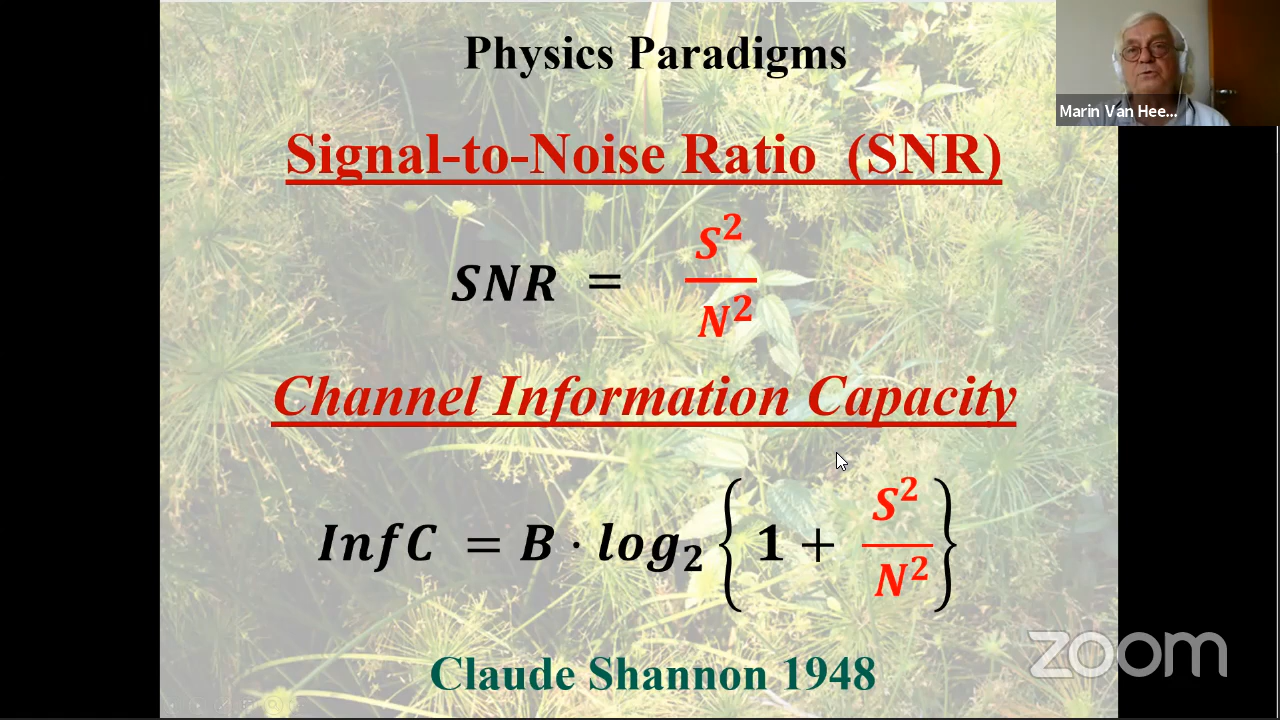 Physics Paradigms
Marin Van Hee...
Signal-to-Noise Ratio (SNR)
SNR = S²/N²
Channel Information Capacity
InfC = B · log₂ {1 + S²/N²}
zoom
Claude Shannon 1948